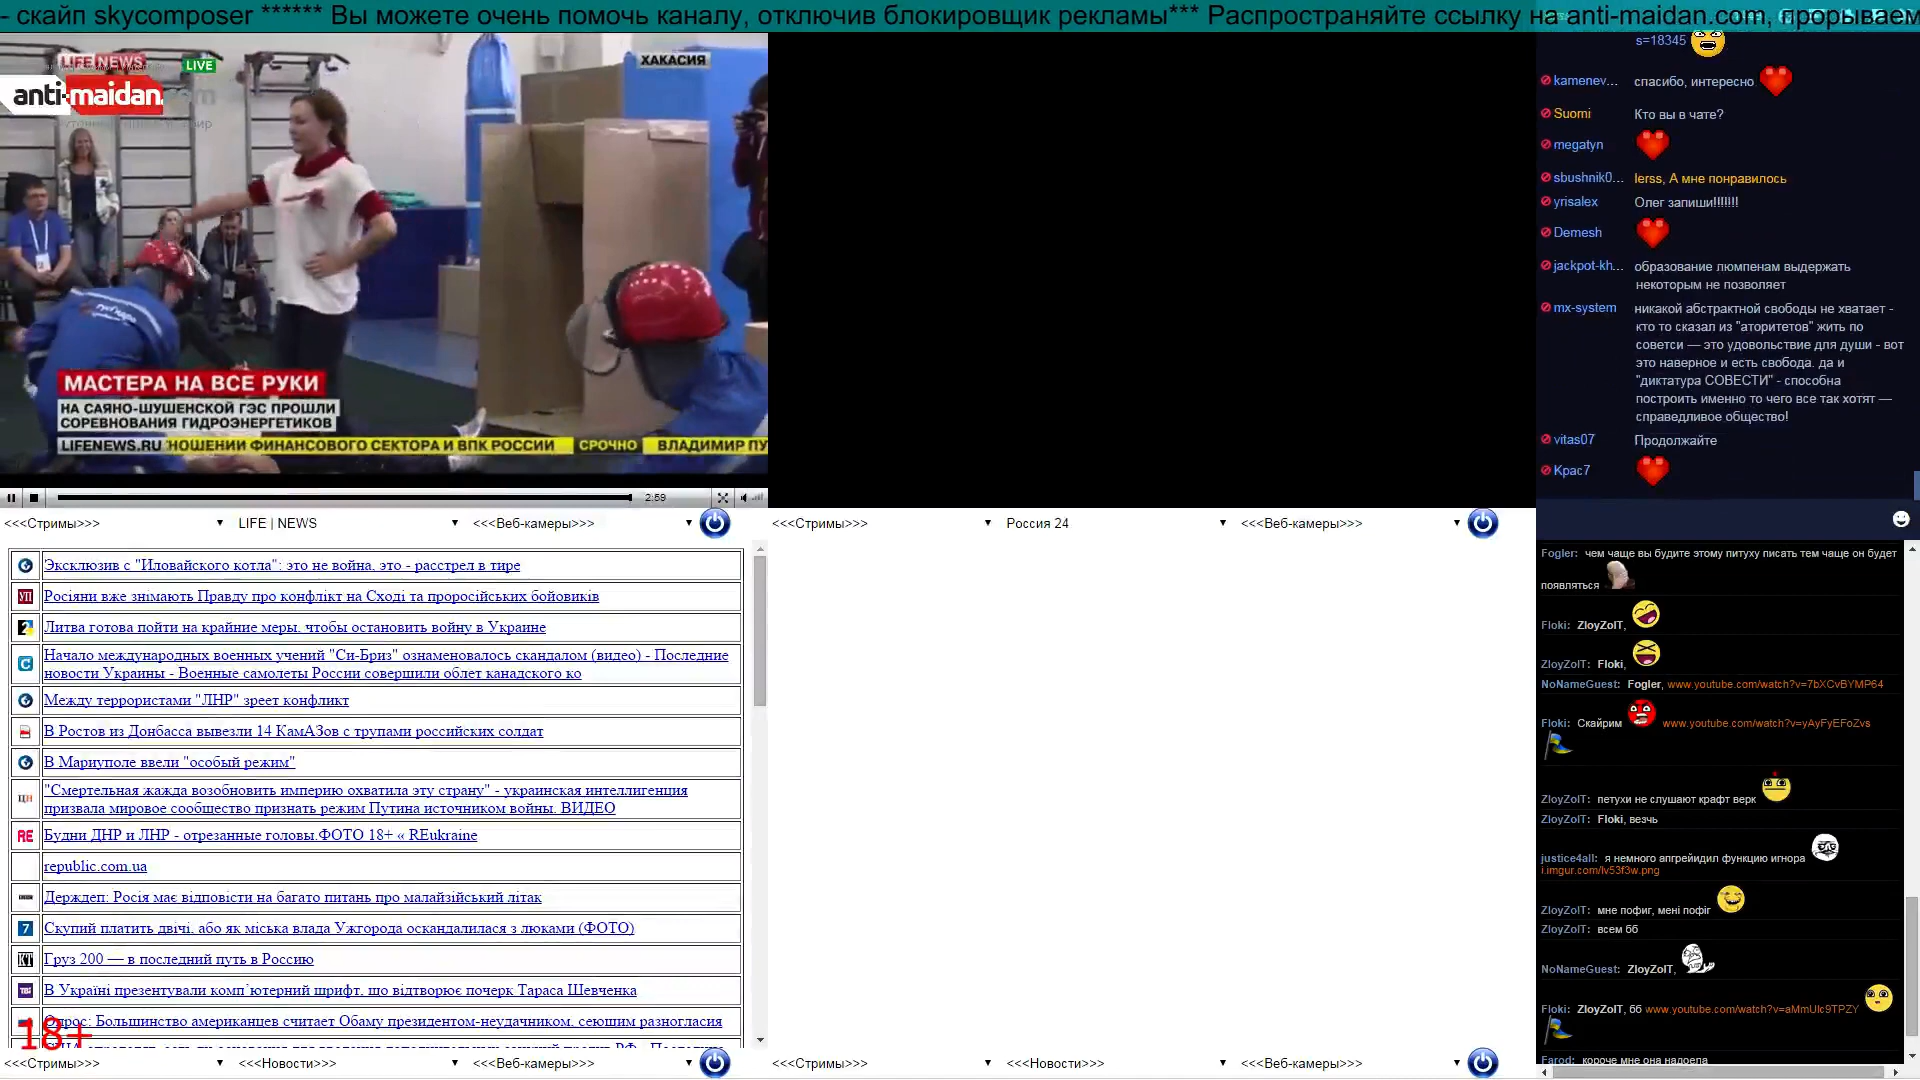 - скайп skycomposer ****** Вы можете очень помочь каналу, отключив блокировщик рекламы*** Распространяйте ссылку на anti-maidan.com, прорываем
LIFE NEWS
LIVE
ХАКАСИЯ
anti-maidan.com
МАСТЕРА НА ВСЕ РУКИ
НА САЯНО-ШУШЕНСКОЙ ГЭС ПРОШЛИ
СОРЕВНОВАНИЯ ГИДРОЭНЕРГЕТИКОВ
LIFENEWS.RU НОШЕНИИ ФИНАНСОВОГО СЕКТОРА И ВПК РОССИИ СРОЧНО ВЛАДИМИР ПУ
2:59
<<<Стримы>>> LIFE | NEWS <<<Веб-камеры>>>
<<<Стримы>>> Россия 24 <<<Веб-камеры>>>
Эксклюзив с "Иловайского котла": это не война, это - расстрел в тире
Росіяни вже знімають Правду про конфлікт на Сході та проросійських бойовиків
Литва готова пойти на крайние меры, чтобы остановить войну в Украине
Начало международных военных учений "Си-Бриз" ознаменовалось скандалом (видео) - Последние
новости Украины - Военные самолеты России совершили облет канадского ко
Между террористами "ЛНР" зреет конфликт
В Ростов из Донбасса вывезли 14 КамАЗов с трупами российских солдат
В Мариуполе ввели "особый режим"
"Смертельная жажда возобновить империю охватила эту страну" - украинская интеллигенция
призвала мировое сообщество признать режим Путина источником войны. ВИДЕО
Будни ДНР и ЛНР - отрезанные головы.ФОТО 18+ « REukraine
republic.com.ua
Держдеп: Росія має відповісти на багато питань про малайзійський літак
Скупий платить двічі, або як міська влада Ужгорода оскандалилася з люками (ФОТО)
Груз 200 — в последний путь в Россию
В Україні презентували комп`ютерний шрифт, що відтворює почерк Тараса Шевченка
Опрос: Большинство американцев считает Обаму президентом-неудачником, сеющим разногласия
18+
<<<Стримы>>> <<<Новости>>> <<<Веб-камеры>>>
<<<Стримы>>> <<<Новости>>> <<<Веб-камеры>>>
s=18345
kamenev... спасибо, интересно
Suomi Кто вы в чате?
megatyn
sbushnik0... lerss, А мне понравилось
yrisalex Олег запиши!!!!!!!
Demesh
jackpot-kh... образование люмпенам выдержать
некоторым не позволяет
mx-system никакой абстрактной свободы не хватает -
кто то сказал из "аторитетов" жить по
советси — это удовольствие для души - вот
это наверное и есть свобода. да и
"диктатура СОВЕСТИ" - способна
построить именно то чего все так хотят —
справедливое общество!
vitas07 Продолжайте
Крас7
Fogler: чем чаще вы будите этому питуху писать тем чаще он будет
появляться
Floki: ZloyZolT,
ZloyZolT: Floki,
NoNameGuest: Fogler, www.youtube.com/watch?v=7bXCvBYMP64
Floki: Скайрим www.youtube.com/watch?v=yAyFyEFoZvs
ZloyZolT: петухи не слушают крафт верк
ZloyZolT: Floki, везчь
justice4all: я немного апгрейидил функцию игнора
i.imgur.com/lv53f3w.png
ZloyZolT: мне пофиг, мені пофіг
ZloyZolT: всем бб
NoNameGuest: ZloyZolT,
Floki: ZloyZolT, бб www.youtube.com/watch?v=aMmUlc9TPZY
Farod: короче мне она надоела